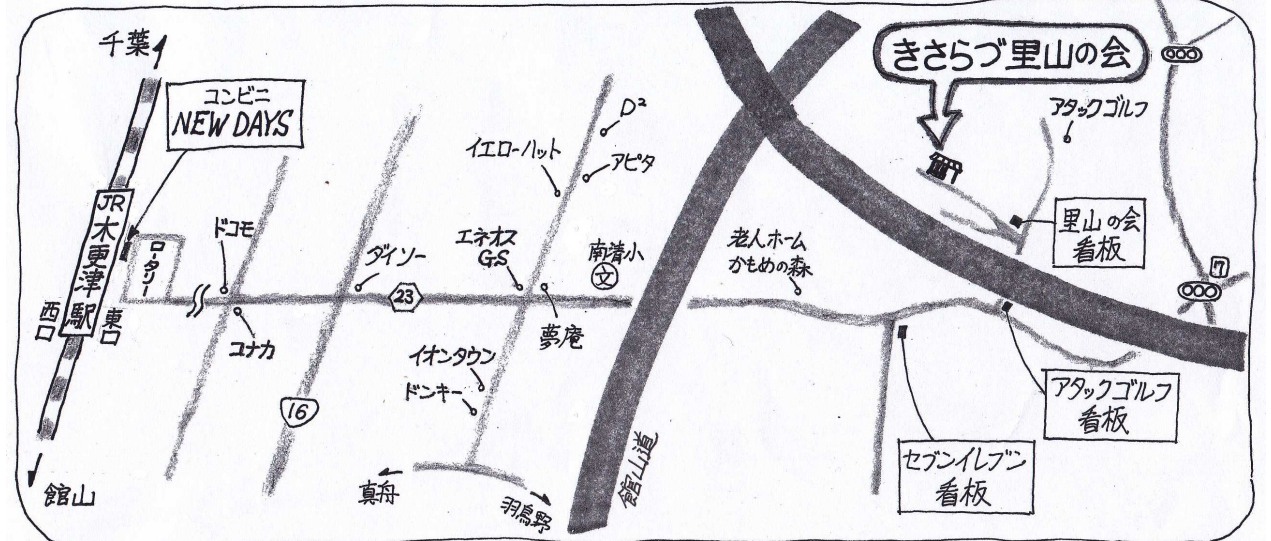 千葉
コンビニ
NEW DAYS
JR
木更津駅
西口
東口
ロータリー
館山
ドコモ
コナカ
ダイソー
16
23
イエローハット
D²
アピタ
エネオス
GS
夢庵
南清小
文
イオンタウン
ドンキー
真舟
羽鳥野
館山道
老人ホーム
かもめの森
きさらづ里山の会
アタックゴルフ
里山の会
看板
7
アタックゴルフ
看板
セブンイレブン
看板